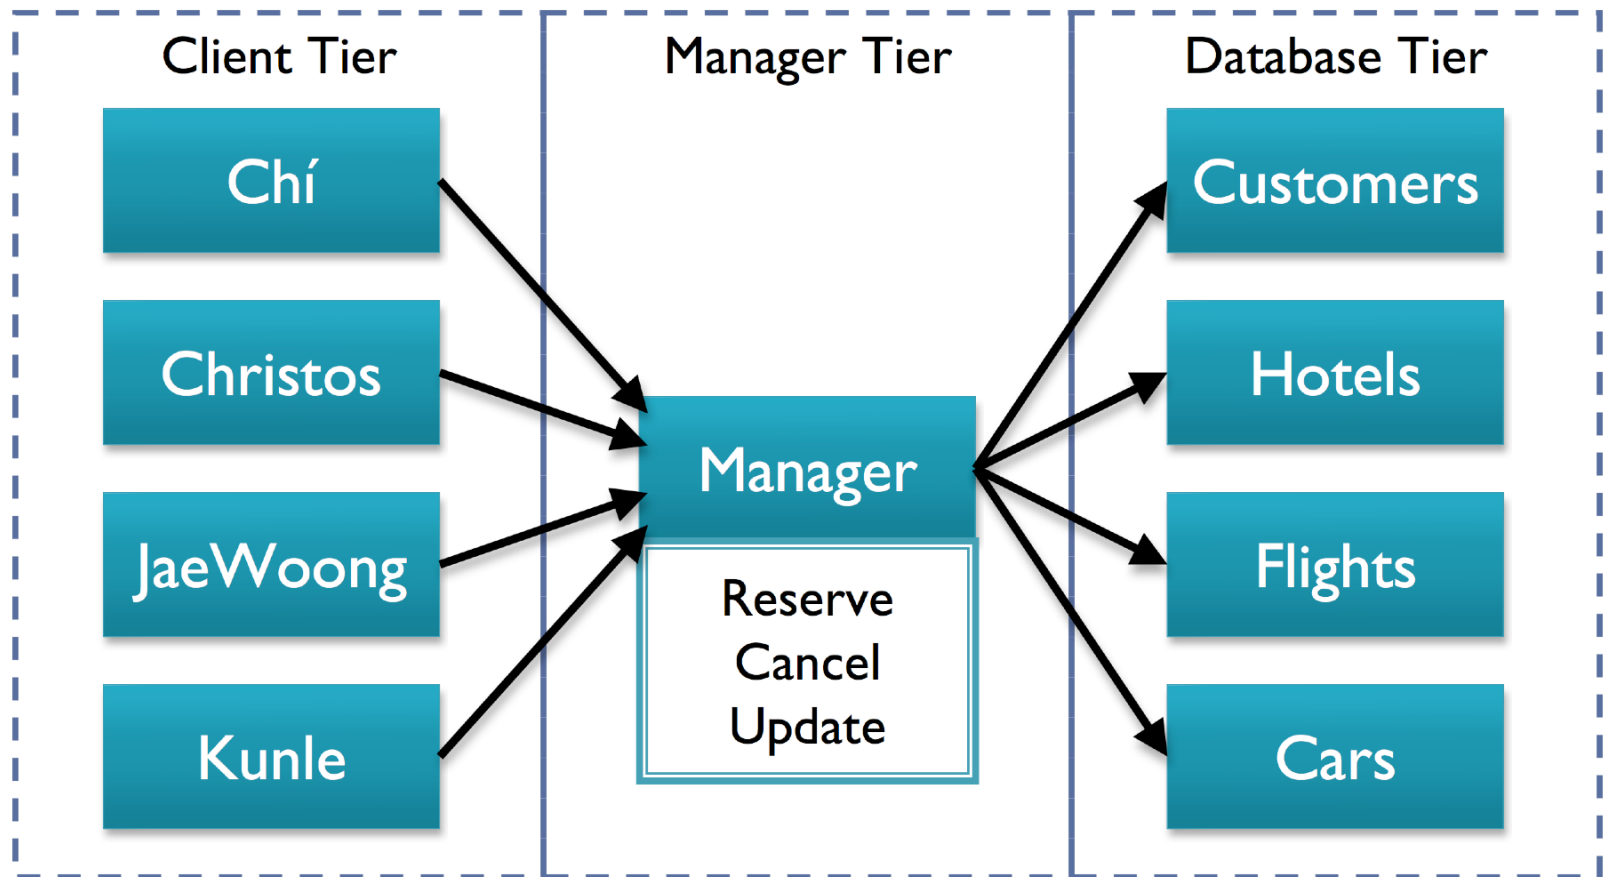 Client Tier
Chí
Christos
JaeWoong
Kunle
Manager Tier
Manager
Reserve
Cancel
Update
Database Tier
Customers
Hotels
Flights
Cars